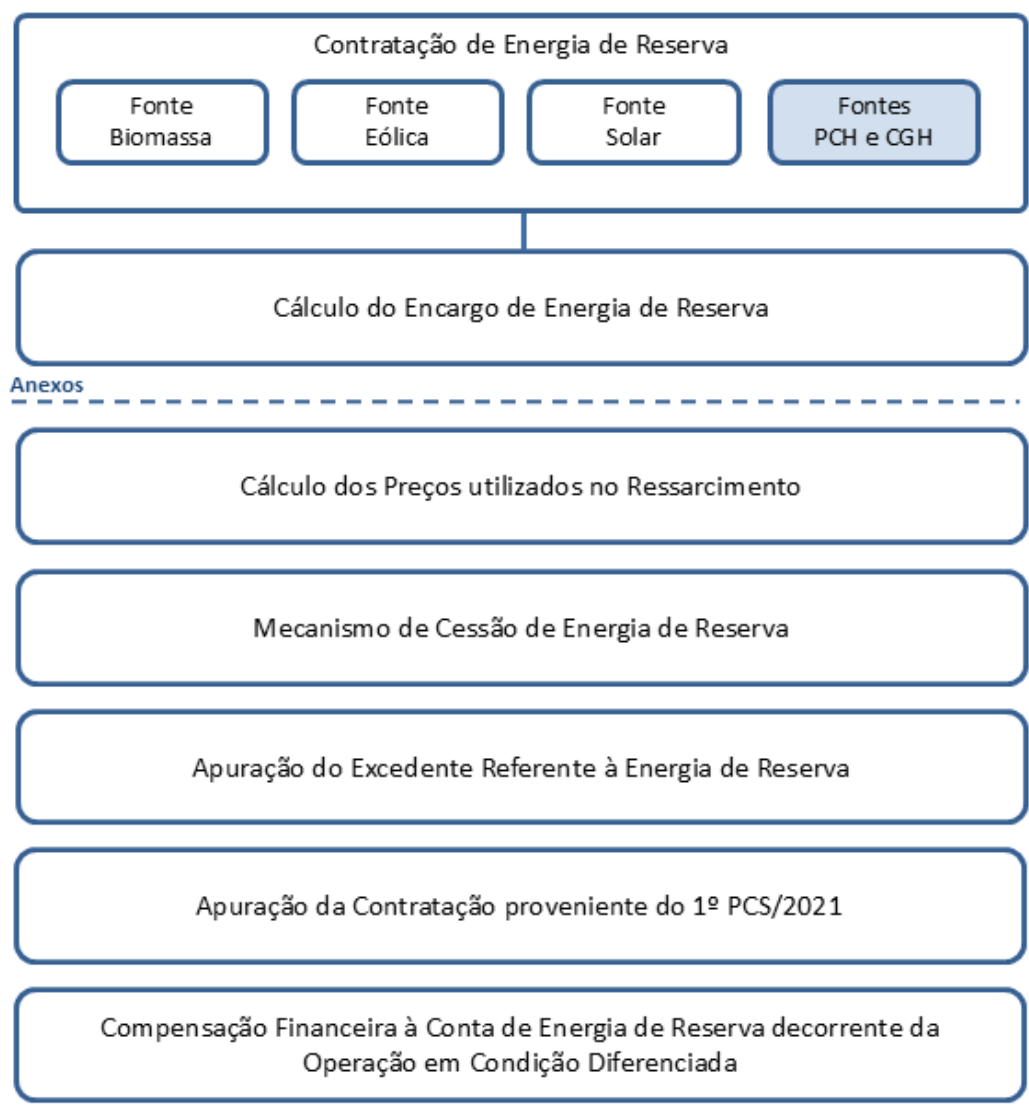 Contratação de Energia de Reserva
Fonte
Biomassa
Fonte
Eólica
Fonte
Solar
Fontes
PCH e CGH
Cálculo do Encargo de Energia de Reserva
Anexos
Cálculo dos Preços utilizados no Ressarcimento
Mecanismo de Cessão de Energia de Reserva
Apuração do Excedente Referente à Energia de Reserva
Apuração da Contratação proveniente do 1º PCS/2021
Compensação Financeira à Conta de Energia de Reserva decorrente da
Operação em Condição Diferenciada